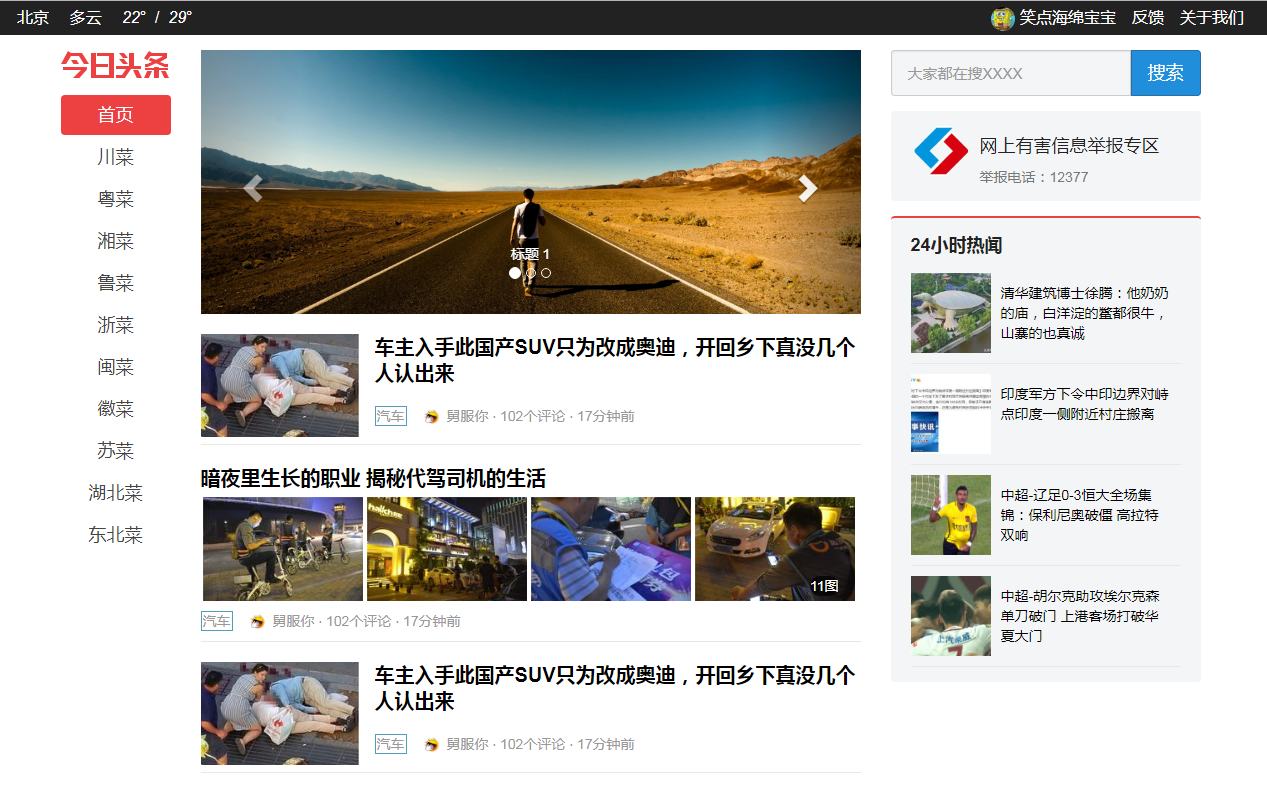 北京 多云 22° / 29°
笑点海绵宝宝 反馈 关于我们
今日头条
首页
川菜
粤菜
湘菜
鲁菜
浙菜
闽菜
徽菜
苏菜
湖北菜
东北菜
标题 1
车主入手此国产SUV只为改成奥迪，开回乡下真没几个
人认出来
汽车 舅服你 · 102个评论 · 17分钟前
暗夜里生长的职业 揭秘代驾司机的生活
11图
汽车 舅服你 · 102个评论 · 17分钟前
车主入手此国产SUV只为改成奥迪，开回乡下真没几个
人认出来
汽车 舅服你 · 102个评论 · 17分钟前
大家都在搜XXXX
搜索
网上有害信息举报专区
举报电话：12377
24小时热闻
清华建筑博士徐腾：他奶奶
的庙，白洋淀的鳖都很牛，
山寨的也真诚
印度军方下令中印边界对峙
点印度一侧附近村庄搬离
中超-辽足0-3恒大全场集
锦：保利尼奥破僵 高拉特
双响
中超-胡尔克助攻埃尔克森
单刀破门 上港客场打破华
夏大门